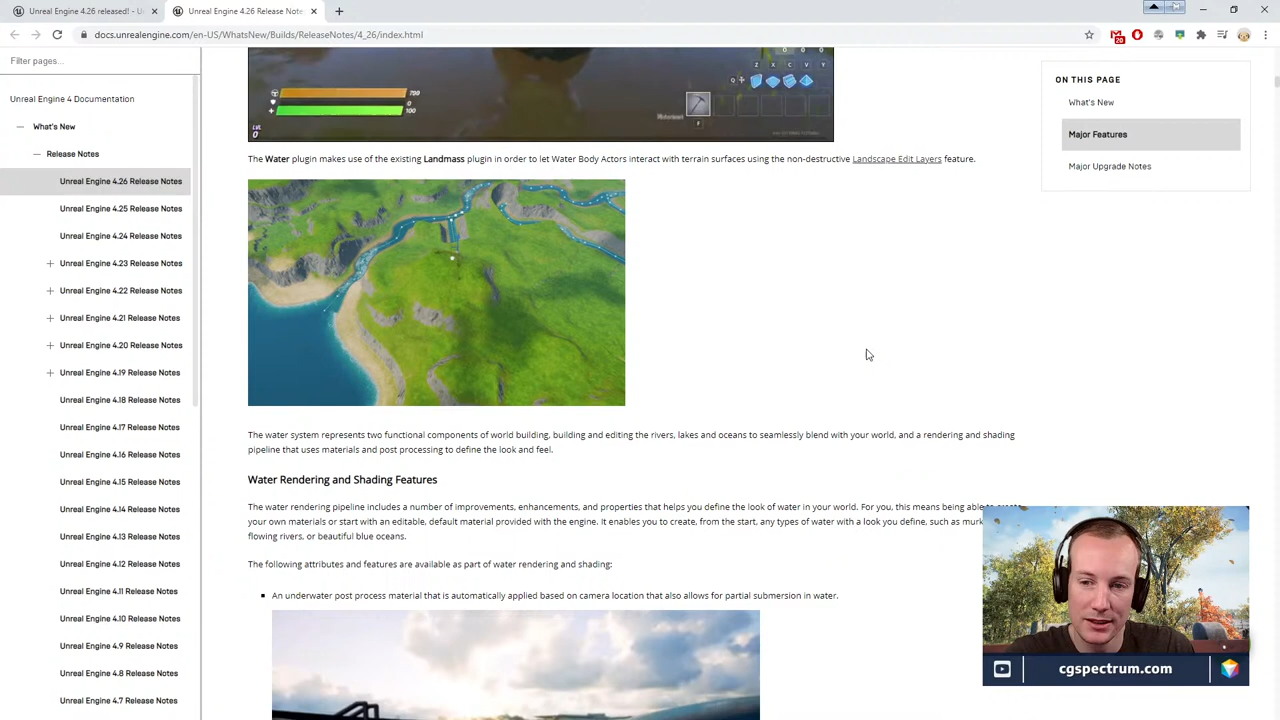 Unreal Engine 4.26 released! - U
Unreal Engine 4.26 Release Note
docs.unrealengine.com/en-US/WhatsNew/Builds/ReleaseNotes/4_26/index.html
20
Filter pages...
Unreal Engine 4 Documentation
What's New
Release Notes
Unreal Engine 4.26 Release Notes
Unreal Engine 4.25 Release Notes
Unreal Engine 4.24 Release Notes
Unreal Engine 4.23 Release Notes
Unreal Engine 4.22 Release Notes
Unreal Engine 4.21 Release Notes
Unreal Engine 4.20 Release Notes
Unreal Engine 4.19 Release Notes
Unreal Engine 4.18 Release Notes
Unreal Engine 4.17 Release Notes
Unreal Engine 4.16 Release Notes
Unreal Engine 4.15 Release Notes
Unreal Engine 4.14 Release Notes
Unreal Engine 4.13 Release Notes
Unreal Engine 4.12 Release Notes
Unreal Engine 4.11 Release Notes
Unreal Engine 4.10 Release Notes
Unreal Engine 4.9 Release Notes
Unreal Engine 4.8 Release Notes
Unreal Engine 4.7 Release Notes
Z X C V Y
Q
700
0
100
LVL
0
F
The Water plugin makes use of the existing Landmass plugin in order to let Water Body Actors interact with terrain surfaces using the non-destructive Landscape Edit Layers feature.
The water system represents two functional components of world building, building and editing the rivers, lakes and oceans to seamlessly blend with your world, and a rendering and shading
pipeline that uses materials and post processing to define the look and feel.
Water Rendering and Shading Features
The water rendering pipeline includes a number of improvements, enhancements, and properties that helps you define the look of water in your world. For you, this means being able
your own materials or start with an editable, default material provided with the engine. It enables you to create, from the start, any types of water with a look you define, such as murk
flowing rivers, or beautiful blue oceans.
The following attributes and features are available as part of water rendering and shading:
An underwater post process material that is automatically applied based on camera location that also allows for partial submersion in water.
ON THIS PAGE
What's New
Major Features
Major Upgrade Notes
cgspectrum.com